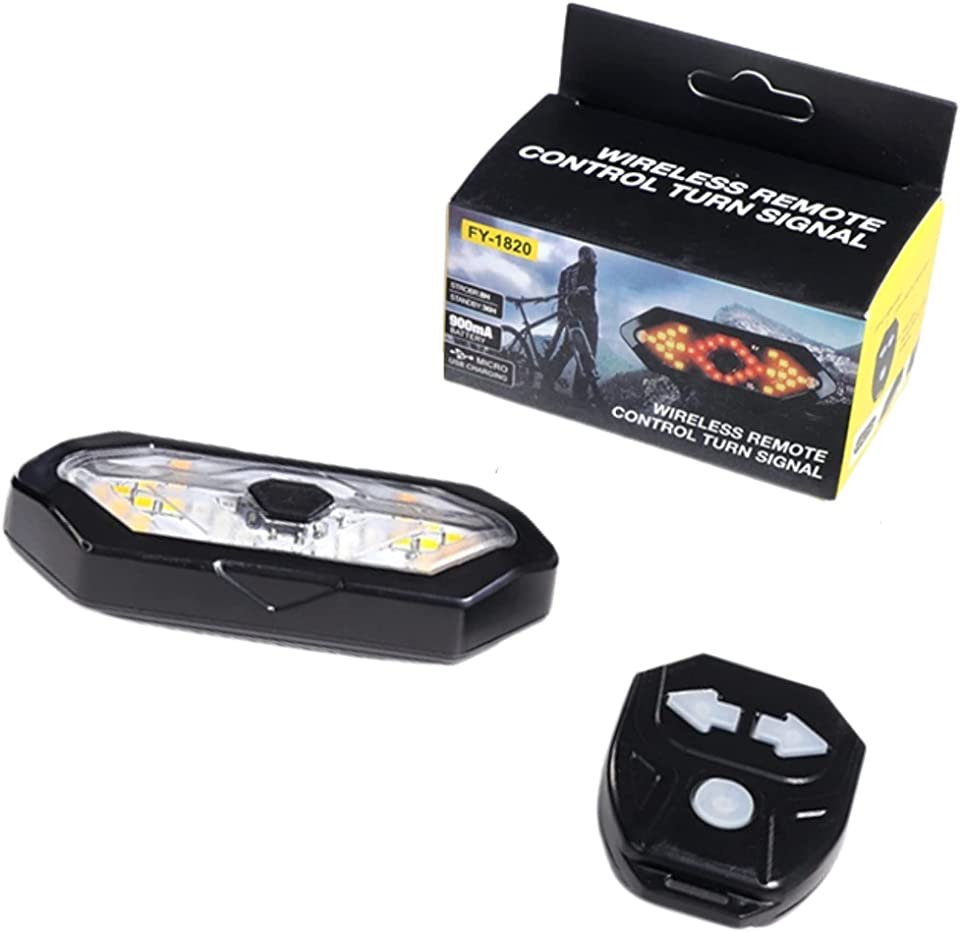 WIRELESS REMOTE
CONTROL TURN SIGNAL
FY-1820
STROBR:8H
STANDBY:36H
900mA
BATTERY
MICRO
USB CHARGING
WIRELESS REMOTE
CONTROL TURN SIGNAL